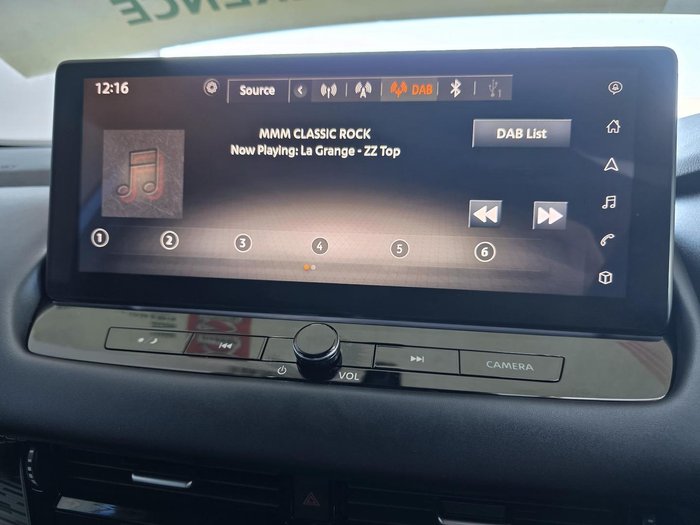 12:16
Source
DAB
1
MMM CLASSIC ROCK
DAB List
Now Playing: La Grange - ZZ Top
1 2 3 4 5 6
VOL
CAMERA